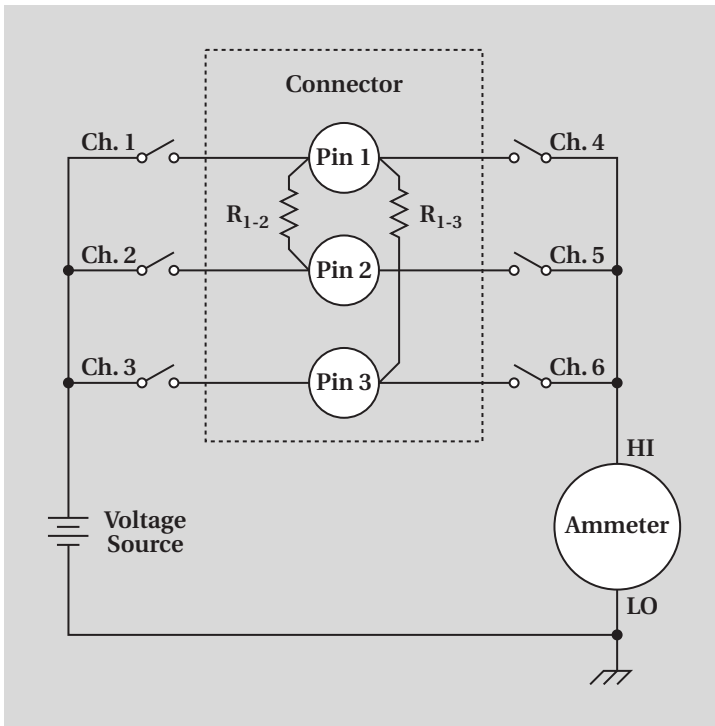 Connector
Ch. 1
Pin 1
Ch. 4
R1-2
R1-3
Ch. 2
Pin 2
Ch. 5
Ch. 3
Pin 3
Ch. 6
HI
Voltage
Source
Ammeter
LO